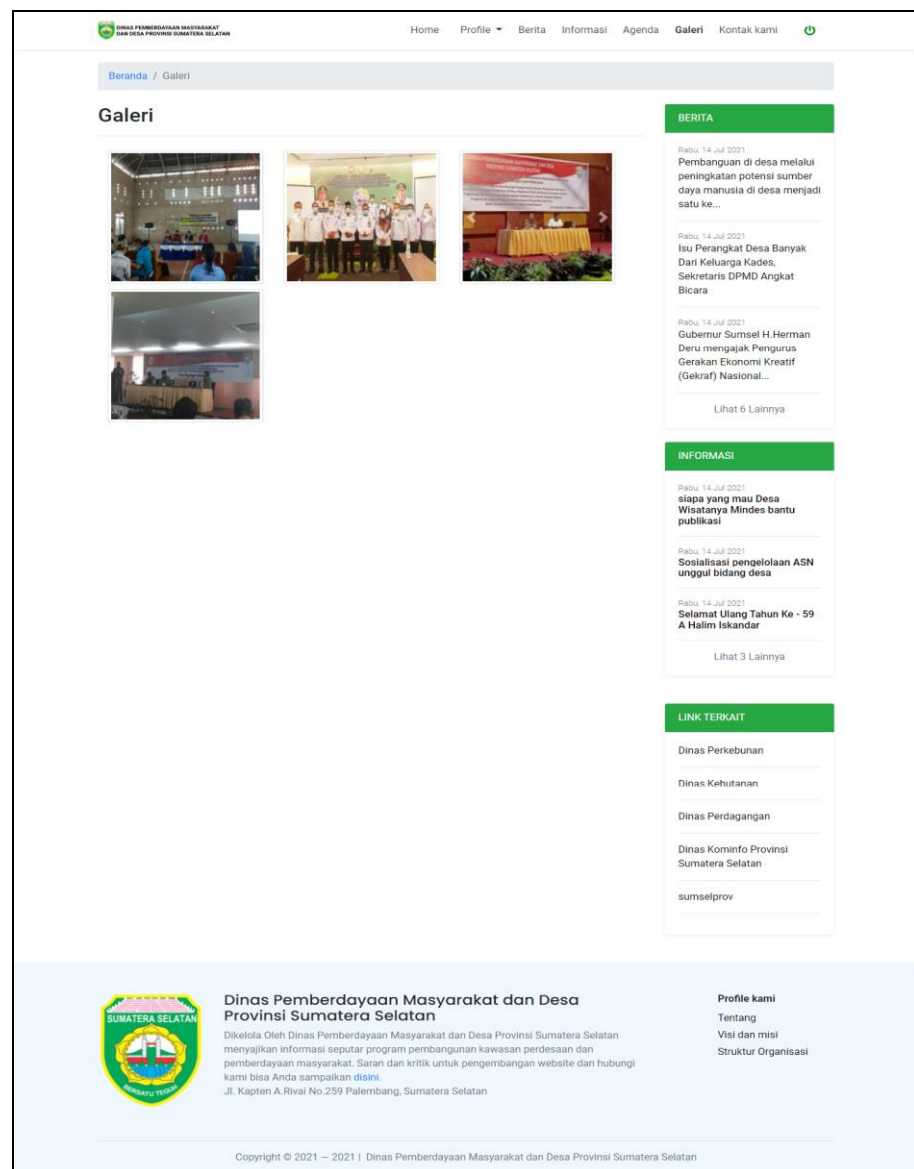 DINAS PEMBERDAYAAN MASYARAKAT
DAN DESA PROVINSI SUMATERA SELATAN
Home Profile Berita Informasi Agenda Galeri Kontak kami
Beranda / Galeri
Galeri
BERITA
Rabu, 14 Jul 2021
Pembanguan di desa melalui
peningkatan potensi sumber
daya manusia di desa menjadi
satu ke...
Rabu, 14 Jul 2021
Isu Perangkat Desa Banyak
Dari Keluarga Kades,
Sekretaris DPMD Angkat
Bicara
Rabu, 14 Jul 2021
Gubernur Sumsel H.Herman
Deru mengajak Pengurus
Gerakan Ekonomi Kreatif
(Gekraf) Nasional...
Lihat 6 Lainnya
INFORMASI
Rabu, 14 Jul 2021
siapa yang mau Desa
Wisatanya Mindes bantu
publikasi
Rabu, 14 Jul 2021
Sosialisasi pengelolaan ASN
unggul bidang desa
Rabu, 14 Jul 2021
Selamat Ulang Tahun Ke - 59
A Halim Iskandar
Lihat 3 Lainnya
LINK TERKAIT
Dinas Perkebunan
Dinas Kehutanan
Dinas Perdagangan
Dinas Kominfo Provinsi
Sumatera Selatan
sumselprov
SUMATERA SELATAN
BERSATU TEGUH
Dinas Pemberdayaan Masyarakat dan Desa
Provinsi Sumatera Selatan
Dikelola Oleh Dinas Pemberdayaan Masyarakat dan Desa Provinsi Sumatera Selatan
menyajikan informasi seputar program pembangunan kawasan perdesaan dan
pemberdayaan masyarakat. Saran dan kritik untuk pengembangan website dan hubungi
kami bisa Anda sampaikan disini.
Jl. Kapten A.Rivai No.259 Palembang, Sumatera Selatan
Profile kami
Tentang
Visi dan misi
Struktur Organisasi
Copyright © 2021 — 2021 | Dinas Pemberdayaan Masyarakat dan Desa Provinsi Sumatera Selatan